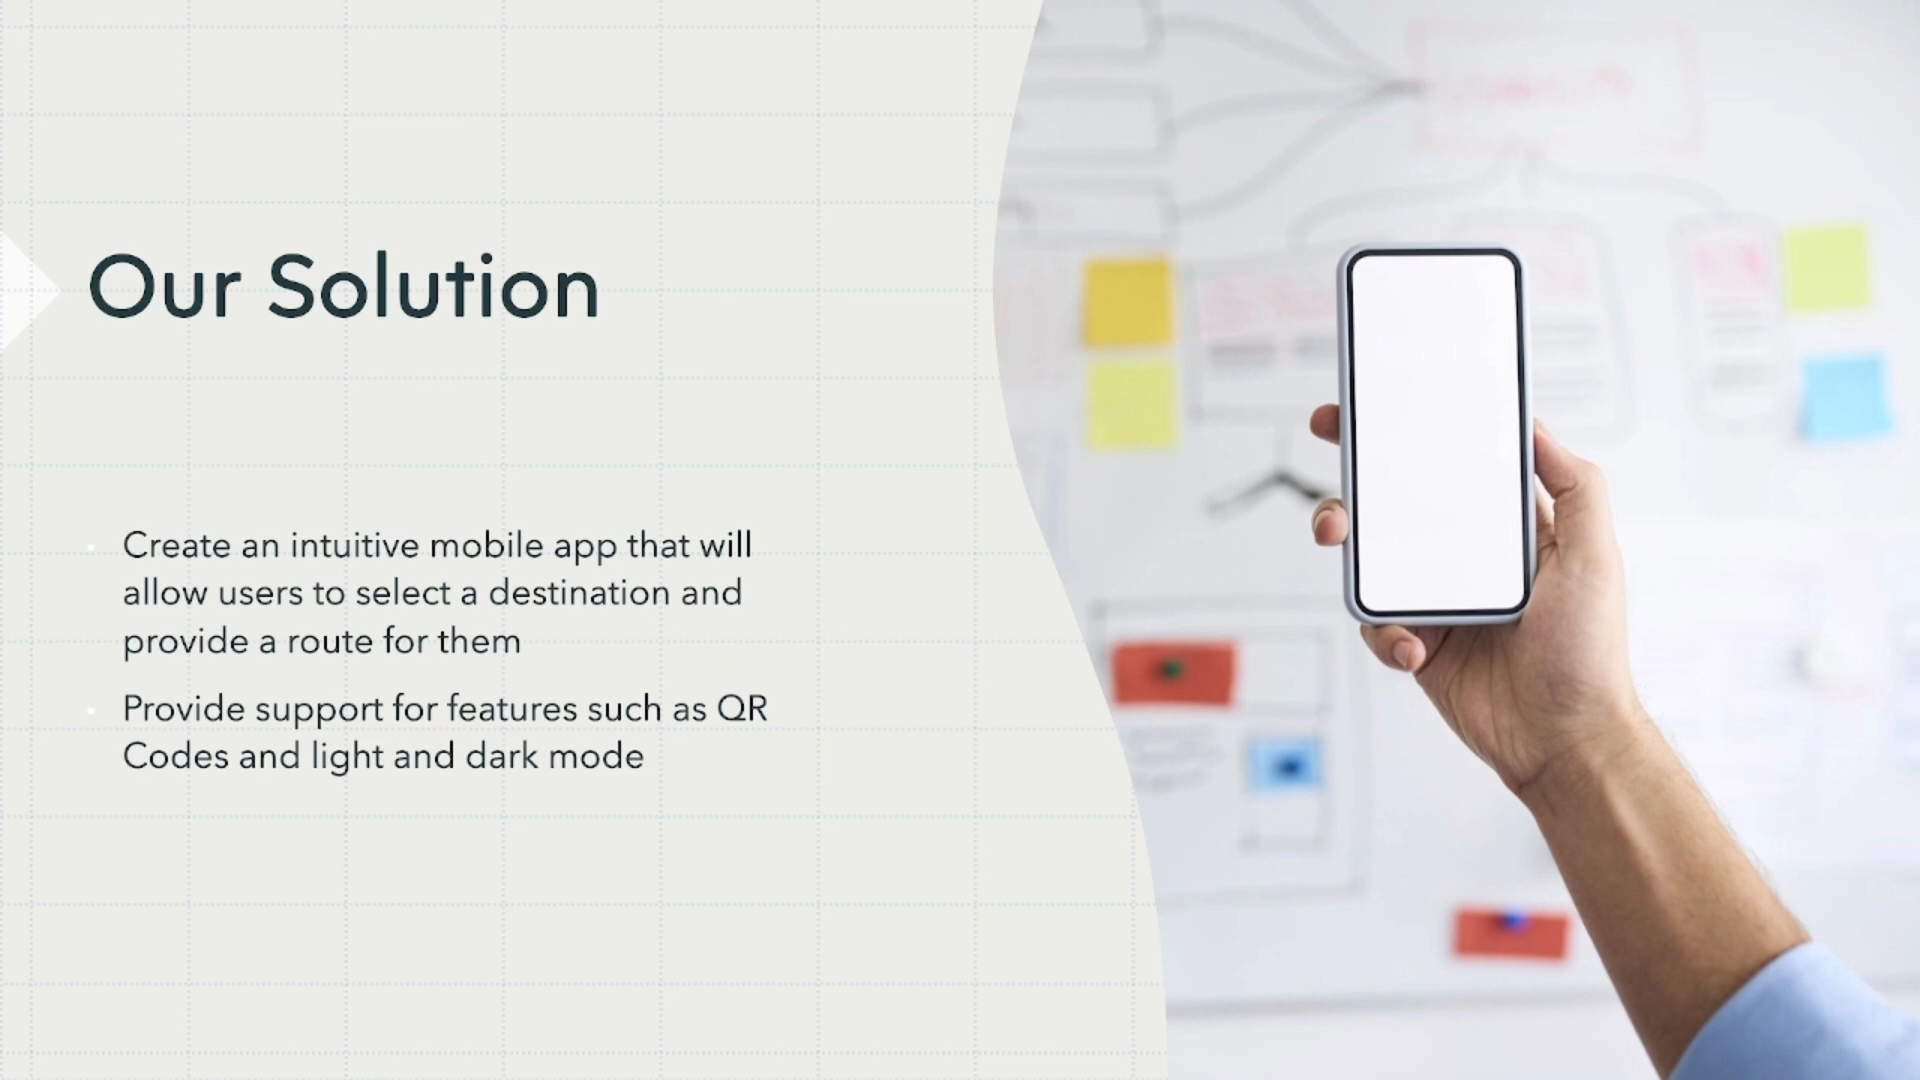 Our Solution
Create an intuitive mobile app that will
allow users to select a destination and
provide a route for them
Provide support for features such as QR
Codes and light and dark mode